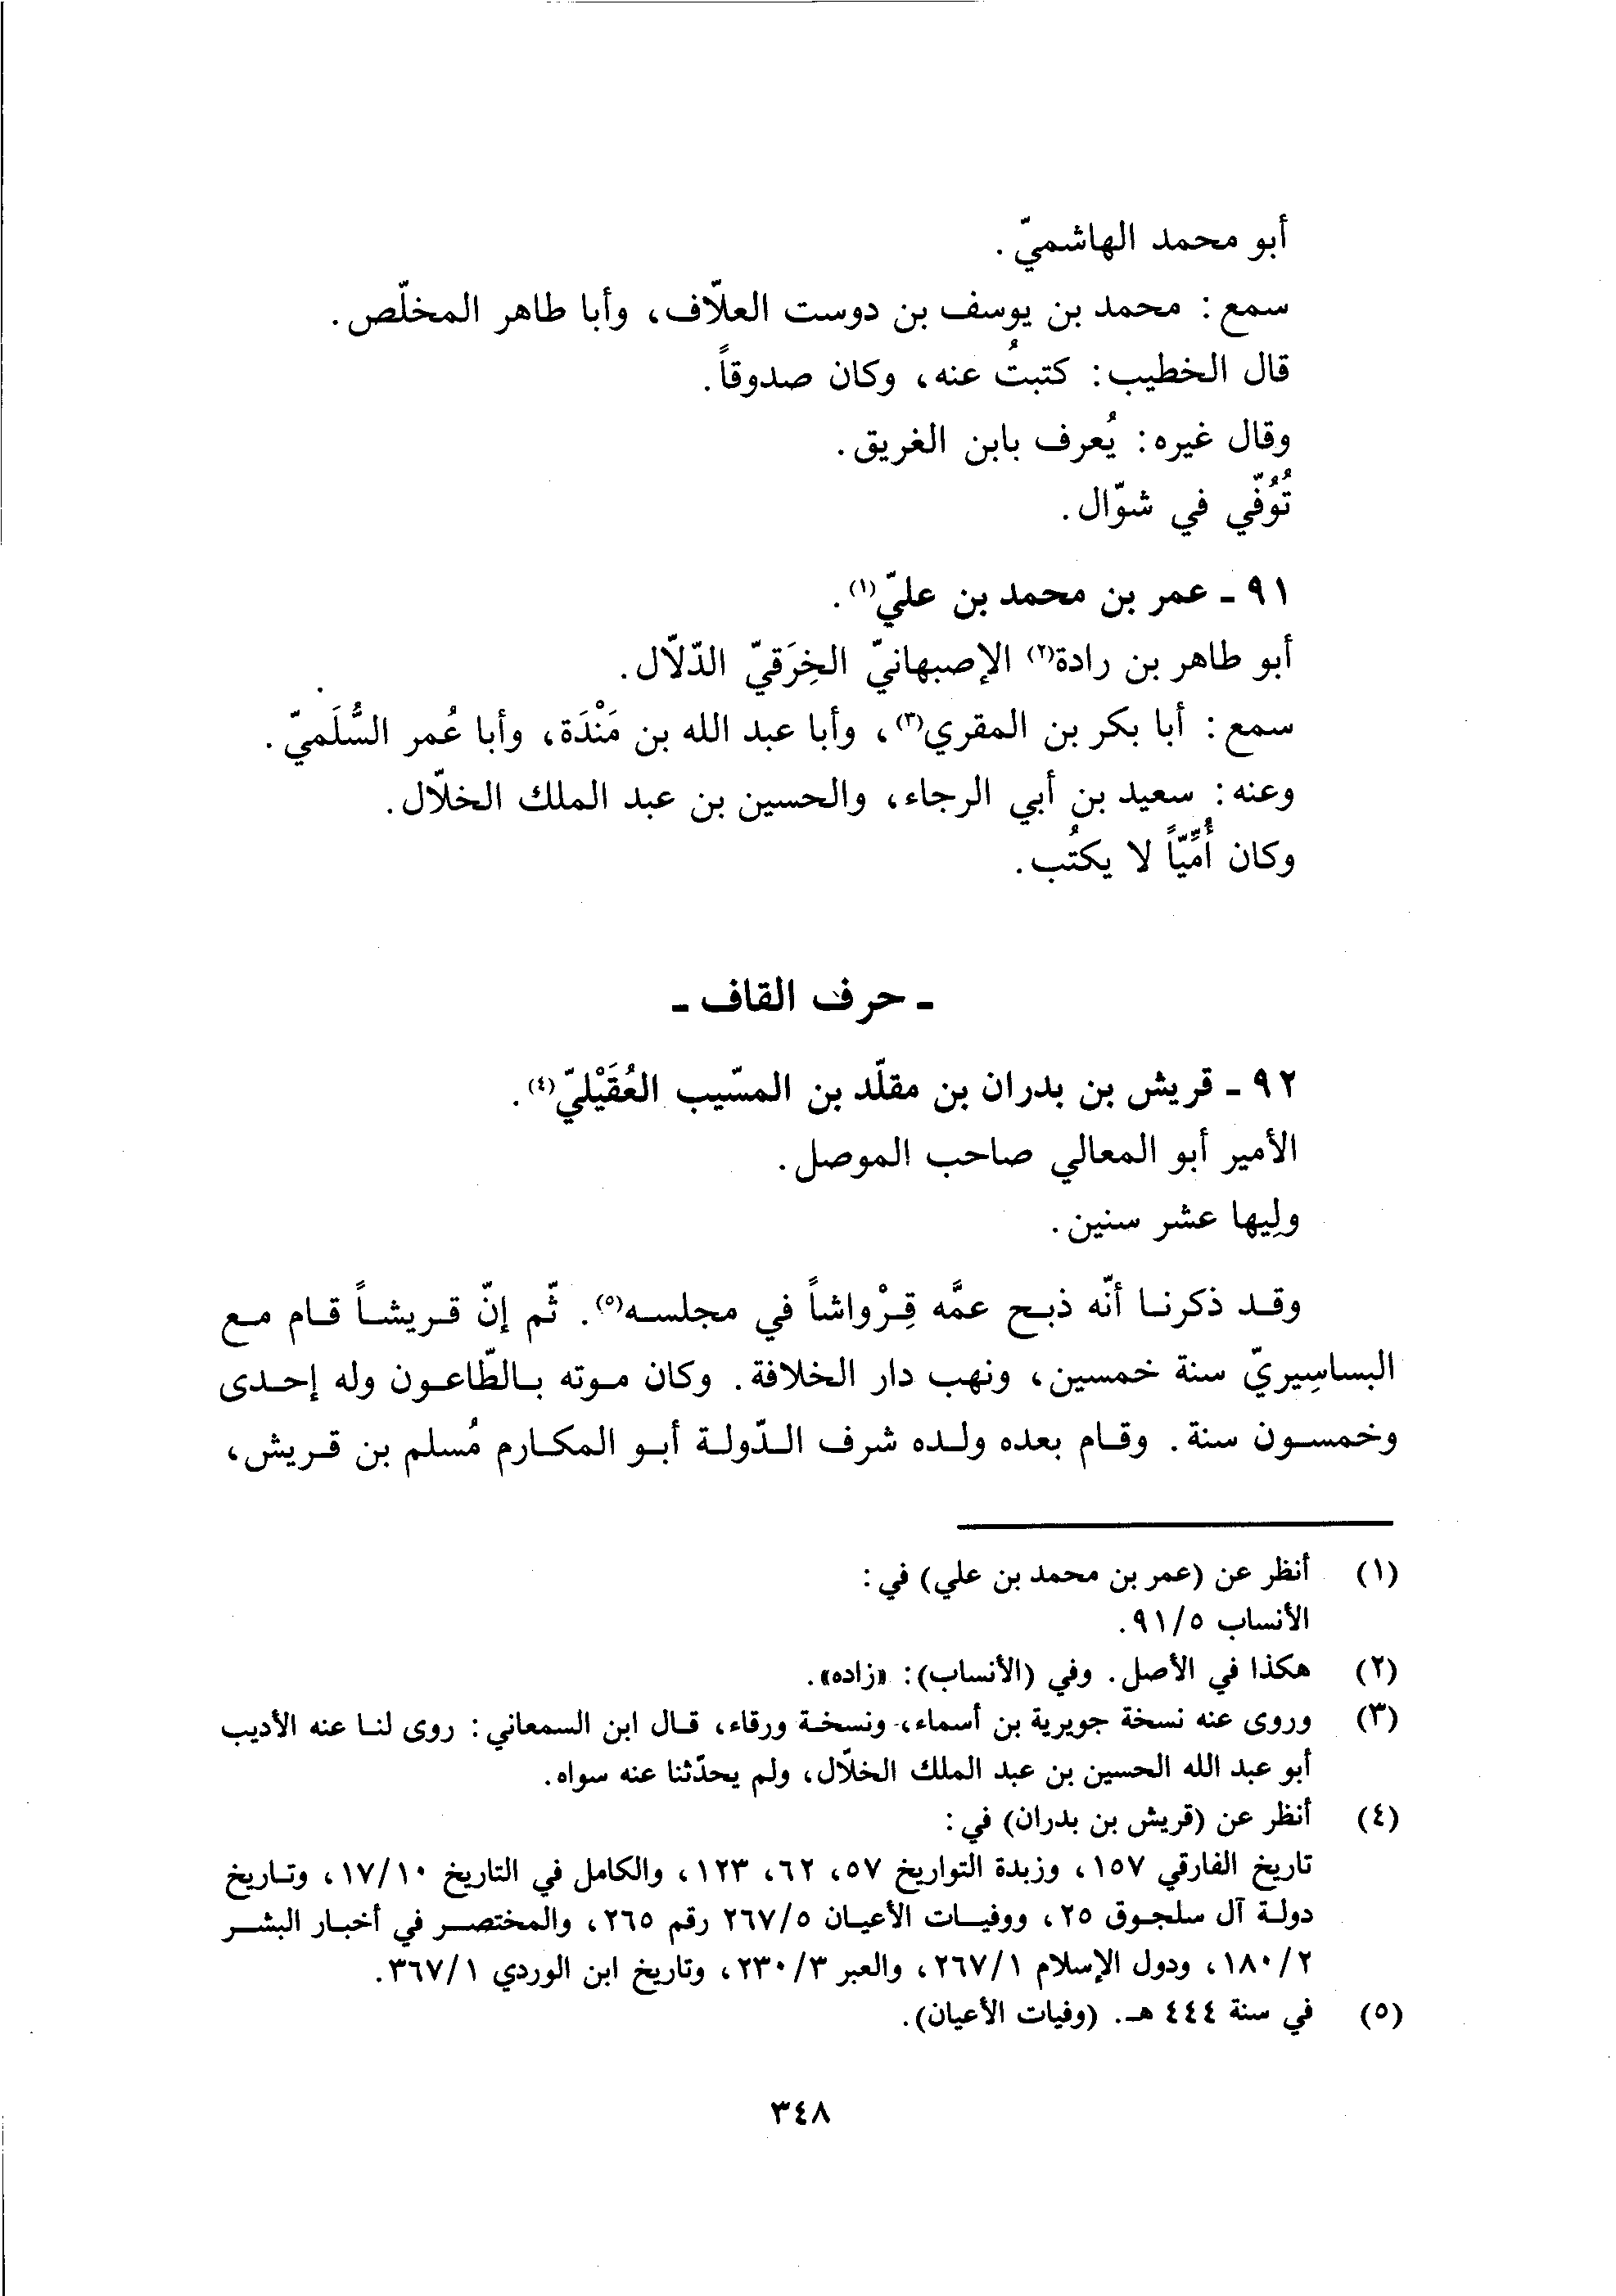 أبو محمد الهاشميّ.
سمع: محمد بن يوسف بن دوست العلاّف، وأبا طاهر المخلّص.
قال الخطيب: كتبتُ عنه، وكان صدوقاً.
وقال غيره: يُعرف بابن الغريق.
تُوُفّي في شوّال.
٩١ ـ عمر بن محمد بن عليّ(١).
أبو طاهر بن رادة(٢) الإصبهانيّ الخِرَقيّ الدّلاّل.
سمع: أبا بكر بن المقري(٣)، وأبا عبد الله بن مَنْدَة، وأبا عُمر السُّلَميّ.
وعنه: سعيد بن أبي الرجاء، والحسين بن عبد الملك الخلاّل.
وكان أُمِّيّاً لا يكتُب.
ـ حرف القاف ـ
٩٢ ـ قريش بن بدران بن مقلّد بن المسّيب العُقَيْليّ(٤).
الأمير أبو المعالي صاحب الموصل.
ولِيها عشر سنين.
وقد ذكرنا أنّه ذبح عمَّه قِرْواشاً في مجلسه(٥). ثّم إنّ قريشاً قام مع
البساسِيريّ سنة خمسين، ونهب دار الخلافة. وكان موته بالطّاعون وله إحدى
وخمسون سنة. وقام بعده ولده شرف الدّولة أبو المكارم مُسلم بن قريش،
(١) أنظر عن (عمر بن محمد بن علي) في:
الأنساب ٩١/٥.
(٢) هكذا في الأصل. وفي (الأنساب): «زاده».
(٣) وروى عنه نسخة جويرية بن أسماء، ونسخة ورقاء، قال ابن السمعاني: روى لنا عنه الأديب
أبو عبد الله الحسين بن عبد الملك الخلاّل، ولم يحدّثنا عنه سواه.
(٤) أنظر عن (قريش بن بدران) في:
تاريخ الفارقي ١٥٧، وزبدة التواريخ ٥٧، ٦٢، ١٢٣، والكامل في التاريخ ١٧/١٠، وتاريخ
دولة آل سلجوق ٢٥، ووفيات الأعيان ٢٦٧/٥ رقم ٢٦٥، والمختصر في أخبار البشر
١٨٠/٢، ودول الإسلام ٢٦٧/١، والعبر ٢٣٠/٣، وتاريخ ابن الوردي ٣٦٧/١.
(٥) في سنة ٤٤٤ هـ. (وفيات الأعيان).
٣٤٨